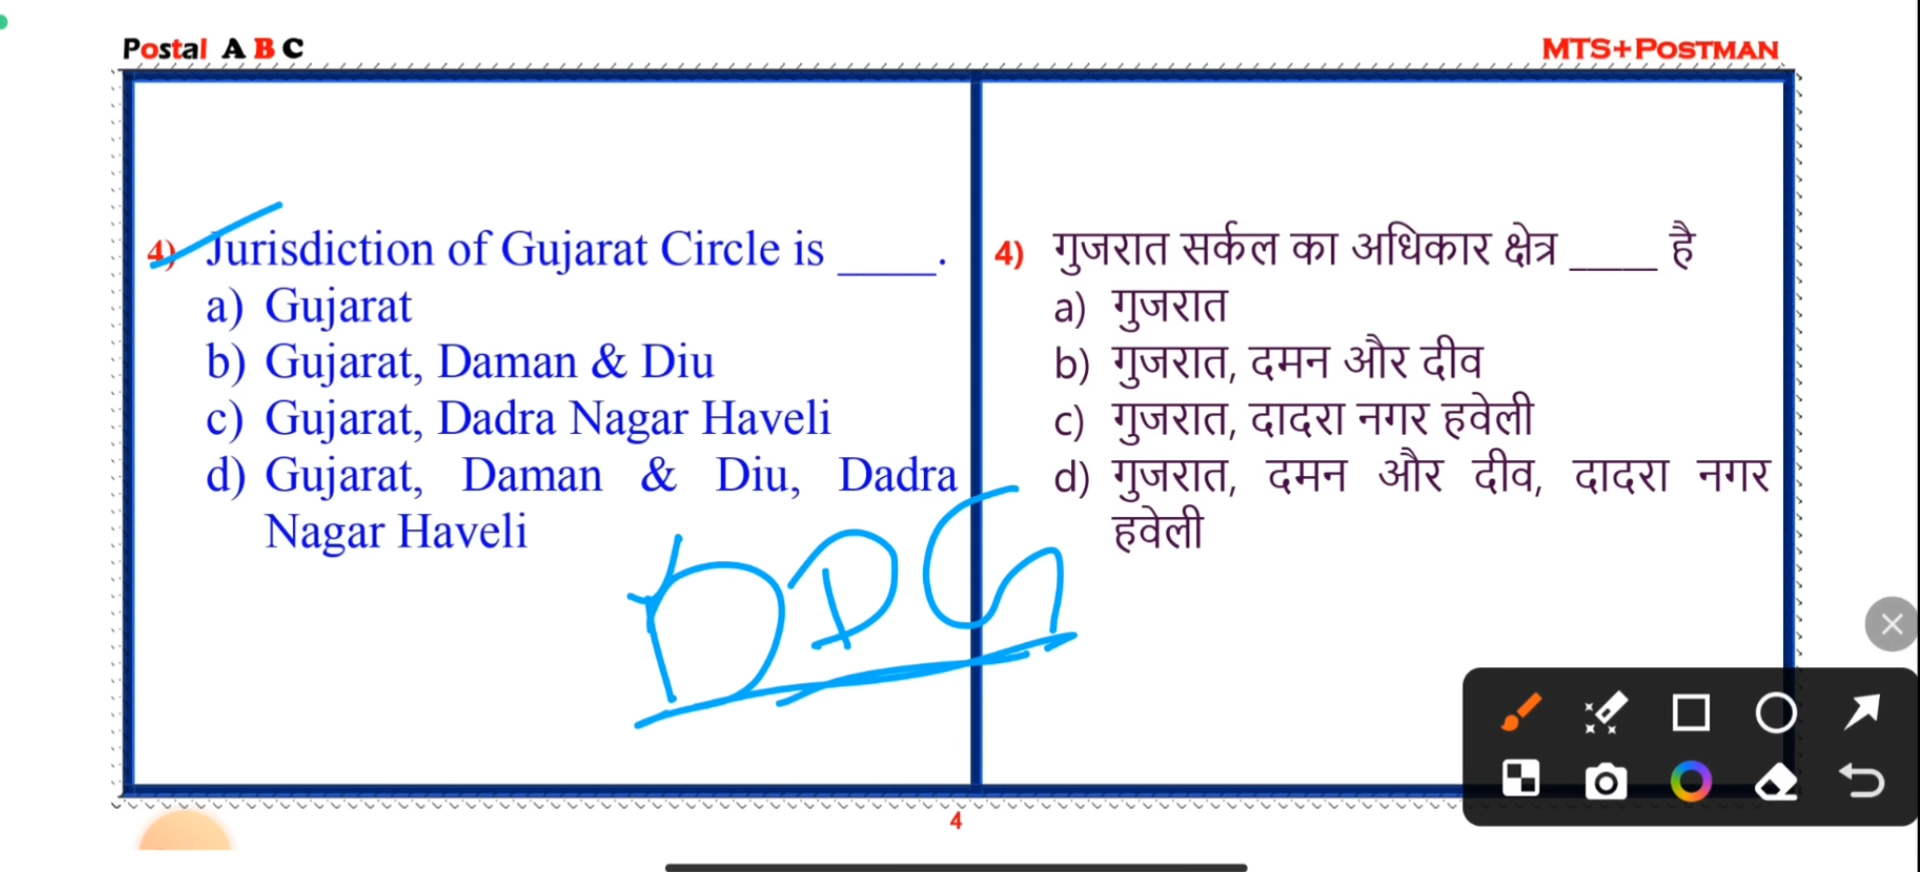 Postal A B C
MTS+POSTMAN
4) Jurisdiction of Gujarat Circle is _____.
a) Gujarat
b) Gujarat, Daman & Diu
c) Gujarat, Dadra Nagar Haveli
d) Gujarat, Daman & Diu, Dadra
Nagar Haveli
4) गुजरात सर्कल का अधिकार क्षेत्र ____ है
a) गुजरात
b) गुजरात, दमन और दीव
c) गुजरात, दादरा नगर हवेली
d) गुजरात, दमन और दीव, दादरा नगर
हवेली
DDG
4